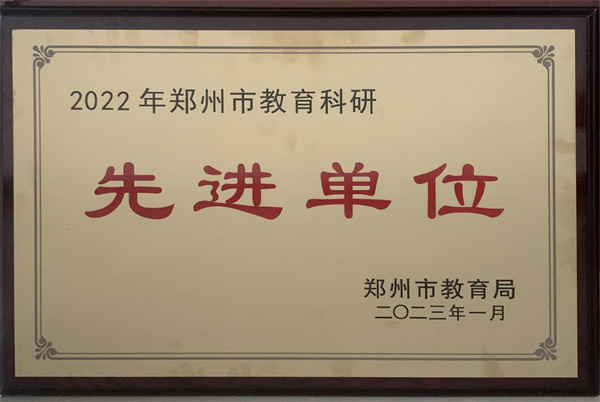 2022年郑州市教育科研
先进单位
郑州市教育局
二〇二三年一月